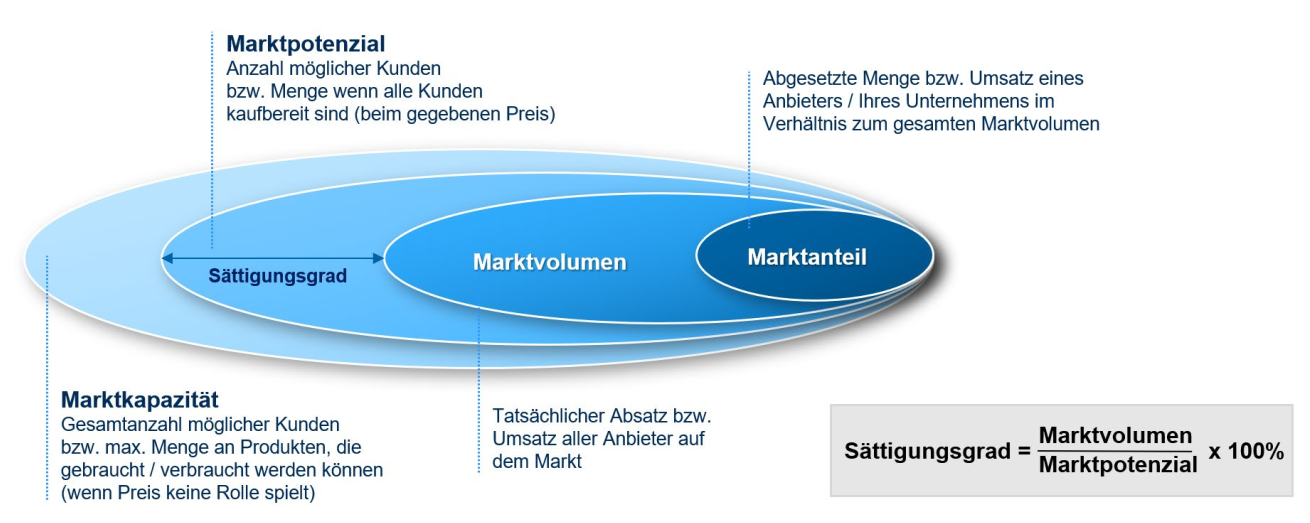 Marktpotenzial
Anzahl möglicher Kunden
bzw. Menge wenn alle Kunden
kaufbereit sind (beim gegebenen Preis)
Abgesetzte Menge bzw. Umsatz eines
Anbieters / Ihres Unternehmens im
Verhältnis zum gesamten Marktvolumen
Sättigungsgrad
Marktvolumen
Marktanteil
Marktkapazität
Gesamtanzahl möglicher Kunden
bzw. max. Menge an Produkten, die
gebraucht / verbraucht werden können
(wenn Preis keine Rolle spielt)
Tatsächlicher Absatz bzw.
Umsatz aller Anbieter auf
dem Markt
Marktvolumen
Sättigungsgrad = x 100%
Marktpotenzial